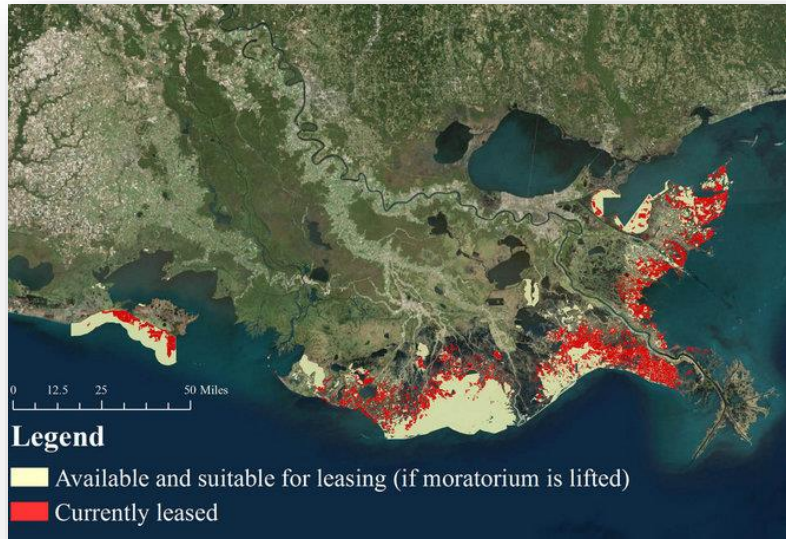 0 12.5 25 50 Miles
Legend
Available and suitable for leasing (if moratorium is lifted)
Currently leased